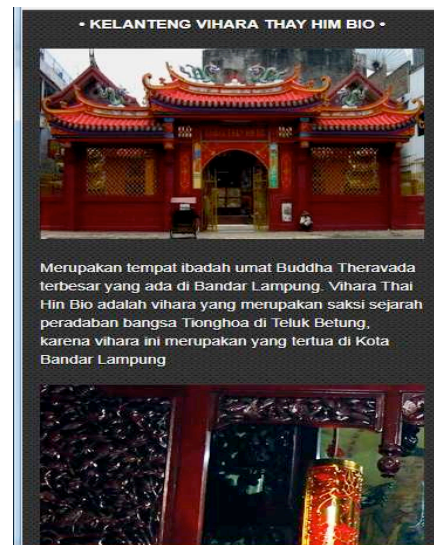 • KELANTENG VIHARA THAY HIM BIO •
Merupakan tempat ibadah umat Buddha Theravada
terbesar yang ada di Bandar Lampung. Vihara Thai
Hin Bio adalah vihara yang merupakan saksi sejarah
peradaban bangsa Tionghoa di Teluk Betung,
karena vihara ini merupakan yang tertua di Kota
Bandar Lampung